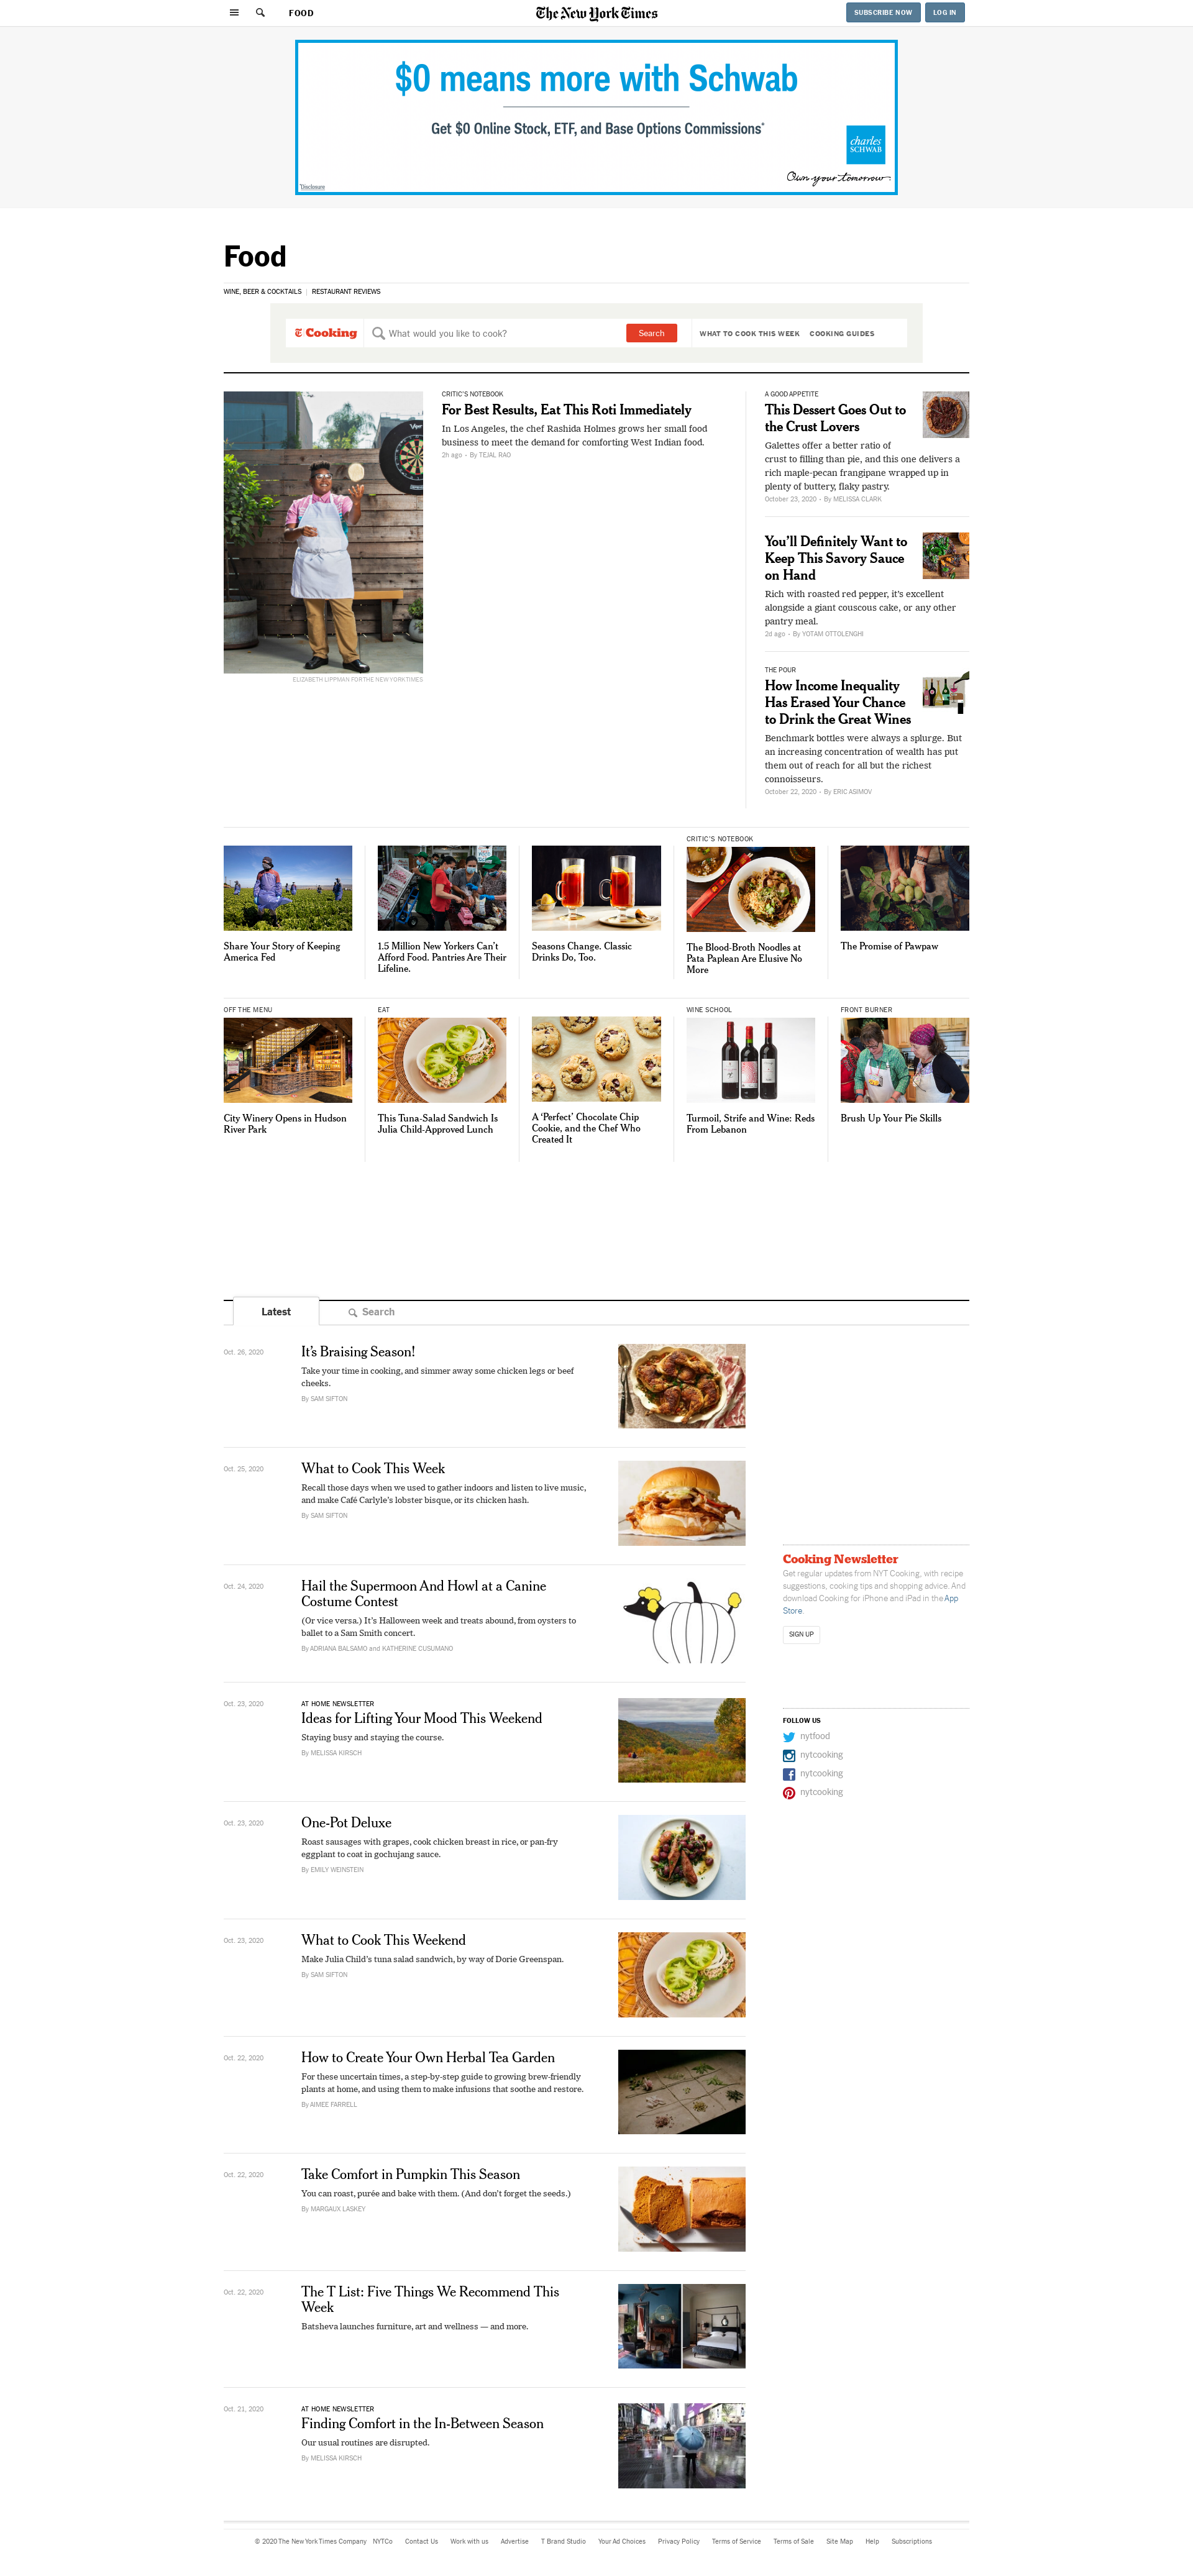 FOOD
The New York Times
SUBSCRIBE NOW
LOG IN
$0 means more with Schwab
Get $0 Online Stock, ETF, and Base Options Commissions*
charles
SCHWAB
Own your tomorrow.
*Disclosure
Food
WINE, BEER & COCKTAILS | RESTAURANT REVIEWS
T Cooking
What would you like to cook?
Search
WHAT TO COOK THIS WEEK
COOKING GUIDES
ELIZABETH LIPPMAN FOR THE NEW YORK TIMES
CRITIC'S NOTEBOOK
For Best Results, Eat This Roti Immediately
In Los Angeles, the chef Rashida Holmes grows her small food
business to meet the demand for comforting West Indian food.
2h ago • By TEJAL RAO
A GOOD APPETITE
This Dessert Goes Out to
the Crust Lovers
Galettes offer a better ratio of
crust to filling than pie, and this one delivers a
rich maple-pecan frangipane wrapped up in
plenty of buttery, flaky pastry.
October 23, 2020 • By MELISSA CLARK
You'll Definitely Want to
Keep This Savory Sauce
on Hand
Rich with roasted red pepper, it's excellent
alongside a giant couscous cake, or any other
pantry meal.
2d ago • By YOTAM OTTOLENGHI
THE POUR
How Income Inequality
Has Erased Your Chance
to Drink the Great Wines
Benchmark bottles were always a splurge. But
an increasing concentration of wealth has put
them out of reach for all but the richest
connoisseurs.
October 22, 2020 • By ERIC ASIMOV
Share Your Story of Keeping
America Fed
1.5 Million New Yorkers Can't
Afford Food. Pantries Are Their
Lifeline.
Seasons Change. Classic
Drinks Do, Too.
CRITIC'S NOTEBOOK
The Blood-Broth Noodles at
Pata Paplean Are Elusive No
More
The Promise of Pawpaw
OFF THE MENU
City Winery Opens in Hudson
River Park
EAT
This Tuna-Salad Sandwich Is
Julia Child-Approved Lunch
A 'Perfect' Chocolate Chip
Cookie, and the Chef Who
Created It
WINE SCHOOL
Turmoil, Strife and Wine: Reds
From Lebanon
FRONT BURNER
Brush Up Your Pie Skills
Latest
Search
Oct. 26, 2020
It's Braising Season!
Take your time in cooking, and simmer away some chicken legs or beef
cheeks.
By SAM SIFTON
Oct. 25, 2020
What to Cook This Week
Recall those days when we used to gather indoors and listen to live music,
and make Café Carlyle's lobster bisque, or its chicken hash.
By SAM SIFTON
Oct. 24, 2020
Hail the Supermoon And Howl at a Canine
Costume Contest
(Or vice versa.) It's Halloween week and treats abound, from oysters to
ballet to a Sam Smith concert.
By ADRIANA BALSAMO and KATHERINE CUSUMANO
Oct. 23, 2020
AT HOME NEWSLETTER
Ideas for Lifting Your Mood This Weekend
Staying busy and staying the course.
By MELISSA KIRSCH
Oct. 23, 2020
One-Pot Deluxe
Roast sausages with grapes, cook chicken breast in rice, or pan-fry
eggplant to coat in gochujang sauce.
By EMILY WEINSTEIN
Oct. 23, 2020
What to Cook This Weekend
Make Julia Child's tuna salad sandwich, by way of Dorie Greenspan.
By SAM SIFTON
Oct. 22, 2020
How to Create Your Own Herbal Tea Garden
For these uncertain times, a step-by-step guide to growing brew-friendly
plants at home, and using them to make infusions that soothe and restore.
By AIMEE FARRELL
Oct. 22, 2020
Take Comfort in Pumpkin This Season
You can roast, purée and bake with them. (And don't forget the seeds.)
By MARGAUX LASKEY
Oct. 22, 2020
The T List: Five Things We Recommend This
Week
Batsheva launches furniture, art and wellness — and more.
Oct. 21, 2020
AT HOME NEWSLETTER
Finding Comfort in the In-Between Season
Our usual routines are disrupted.
By MELISSA KIRSCH
Cooking Newsletter
Get regular updates from NYT Cooking, with recipe
suggestions, cooking tips and shopping advice. And
download Cooking for iPhone and iPad in the App
Store.
SIGN UP
FOLLOW US
nytfood
nytcooking
nytcooking
nytcooking
© 2020 The New York Times Company NYTCo Contact Us Work with us Advertise T Brand Studio Your Ad Choices Privacy Policy Terms of Service Terms of Sale Site Map Help Subscriptions